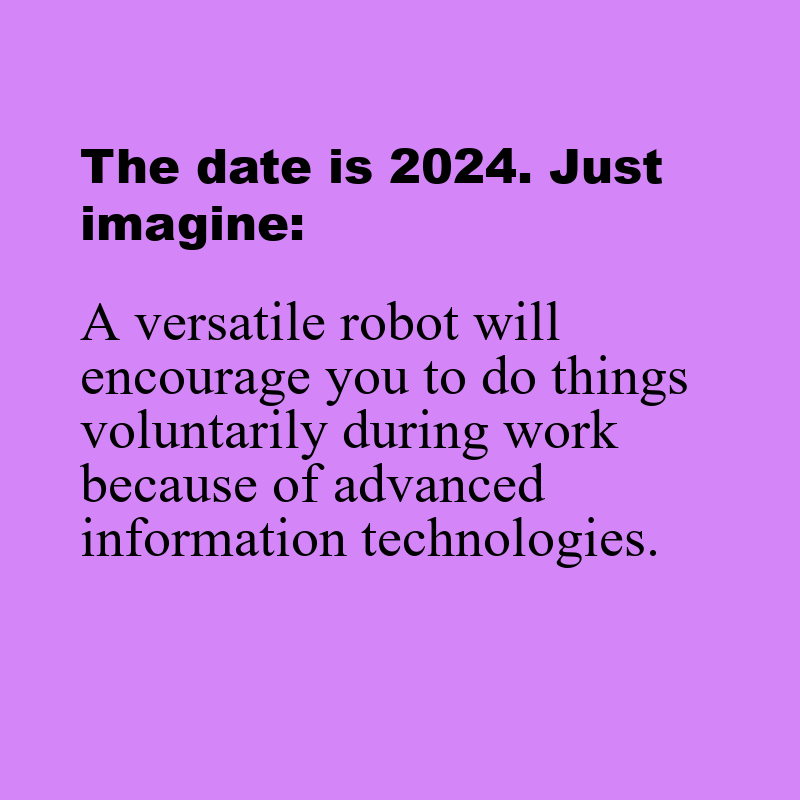 The date is 2024. Just
imagine:
A versatile robot will
encourage you to do things
voluntarily during work
because of advanced
information technologies.